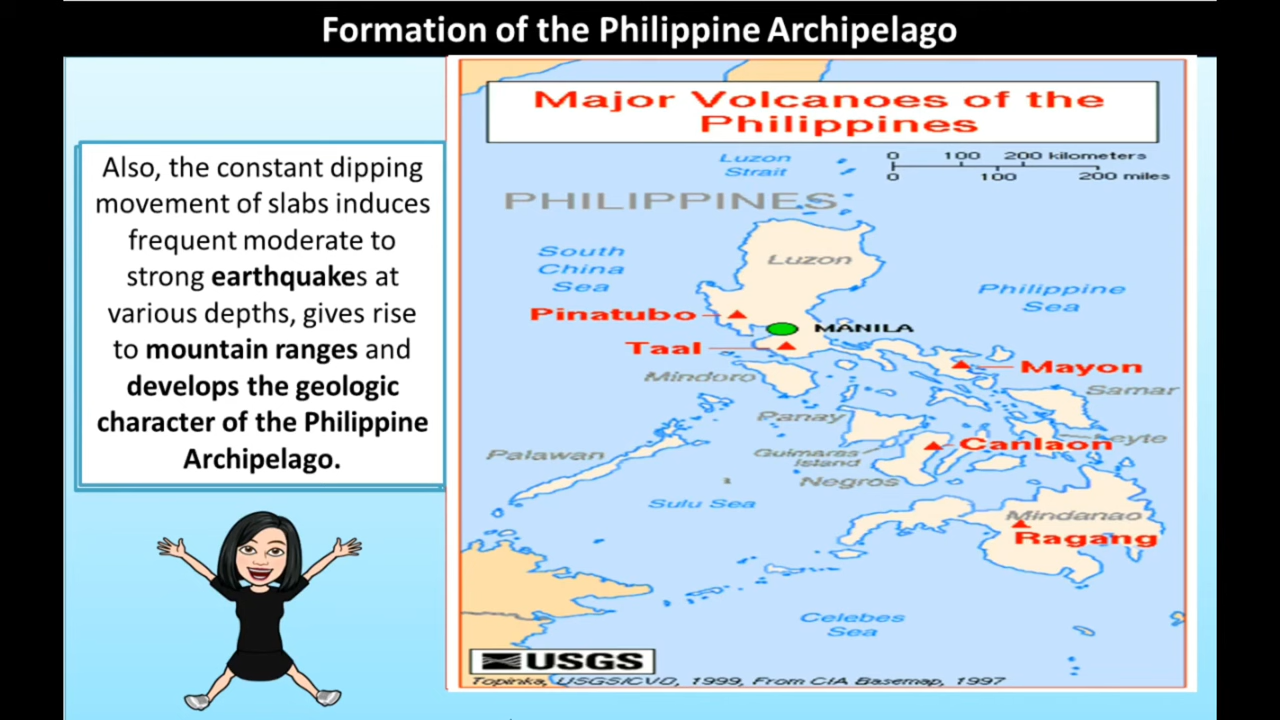 Formation of the Philippine Archipelago
Also, the constant dipping
movement of slabs induces
frequent moderate to
strong earthquakes at
various depths, gives rise
to mountain ranges and
develops the geologic
character of the Philippine
Archipelago.
Major Volcanoes of the
Philippines
Luzon
Strait
0 100 200 kilometers
0 100 200 miles
PHILIPPINES
South
China
Sea
Luzon
Philippine
Sea
Pinatubo
MANILA
Taal
Mayon
Mindoro
Samar
Panay
Canlaon
Leyte
Palawan
Guimaras
Island
Negros
Sulu Sea
Mindanao
Ragang
Celebes
Sea
USGS
Topinka, USGS/CVO, 1999, From CIA Basemap, 1997